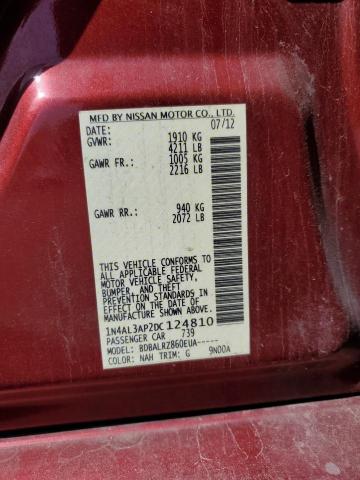 MFD BY NISSAN MOTOR CO., LTD.
DATE: 07/12
GVWR: 1910 KG
4211 LB
GAWR FR: 1005 KG
2216 LB
GAWR RR: 940 KG
2072 LB
THIS VEHICLE CONFORMS TO
ALL APPLICABLE FEDERAL
MOTOR VEHICLE SAFETY,
BUMPER, AND THEFT
PREVENTION STANDARDS IN
EFFECT ON THE DATE OF
MANUFACTURE SHOWN ABOVE.
1N4AL3AP2DC124810
PASSENGER CAR 739
MODEL: BDBALRZ860EUA-----
COLOR: NAH TRIM: G 9N00A